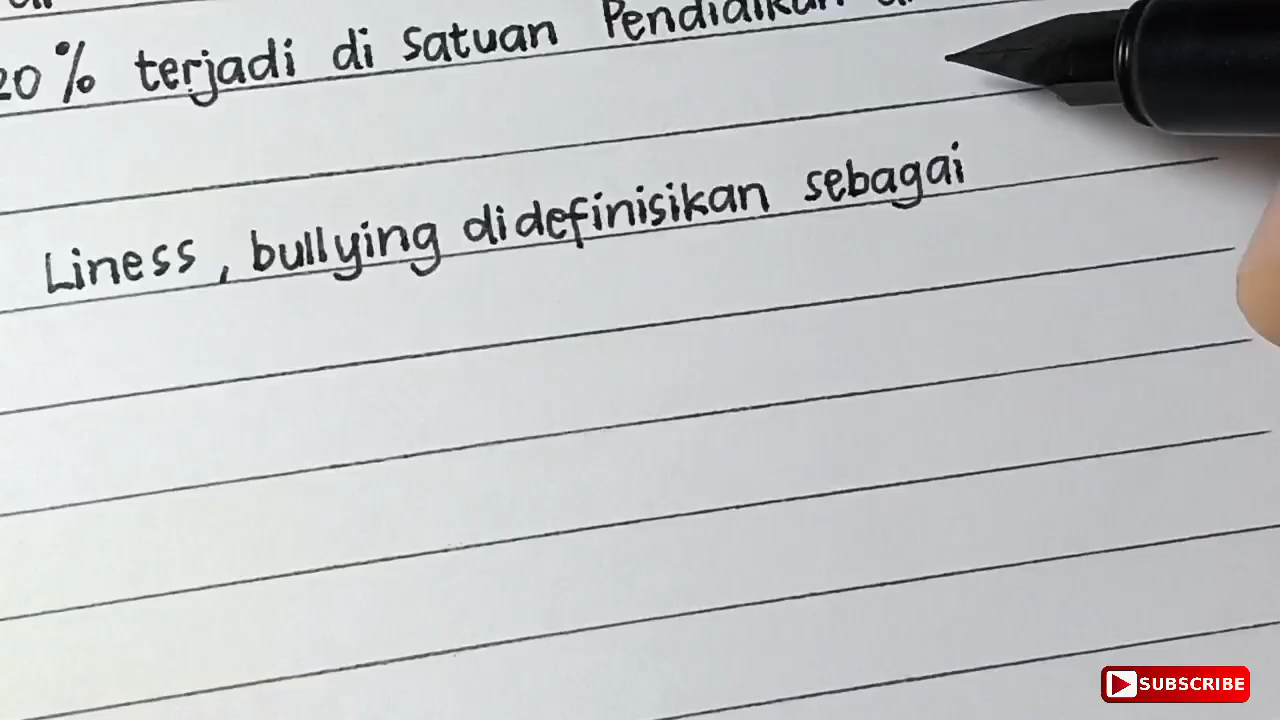 20% terjadi di satuan Pendidikan
Liness, bullying didefinisikan sebagai
SUBSCRIBE